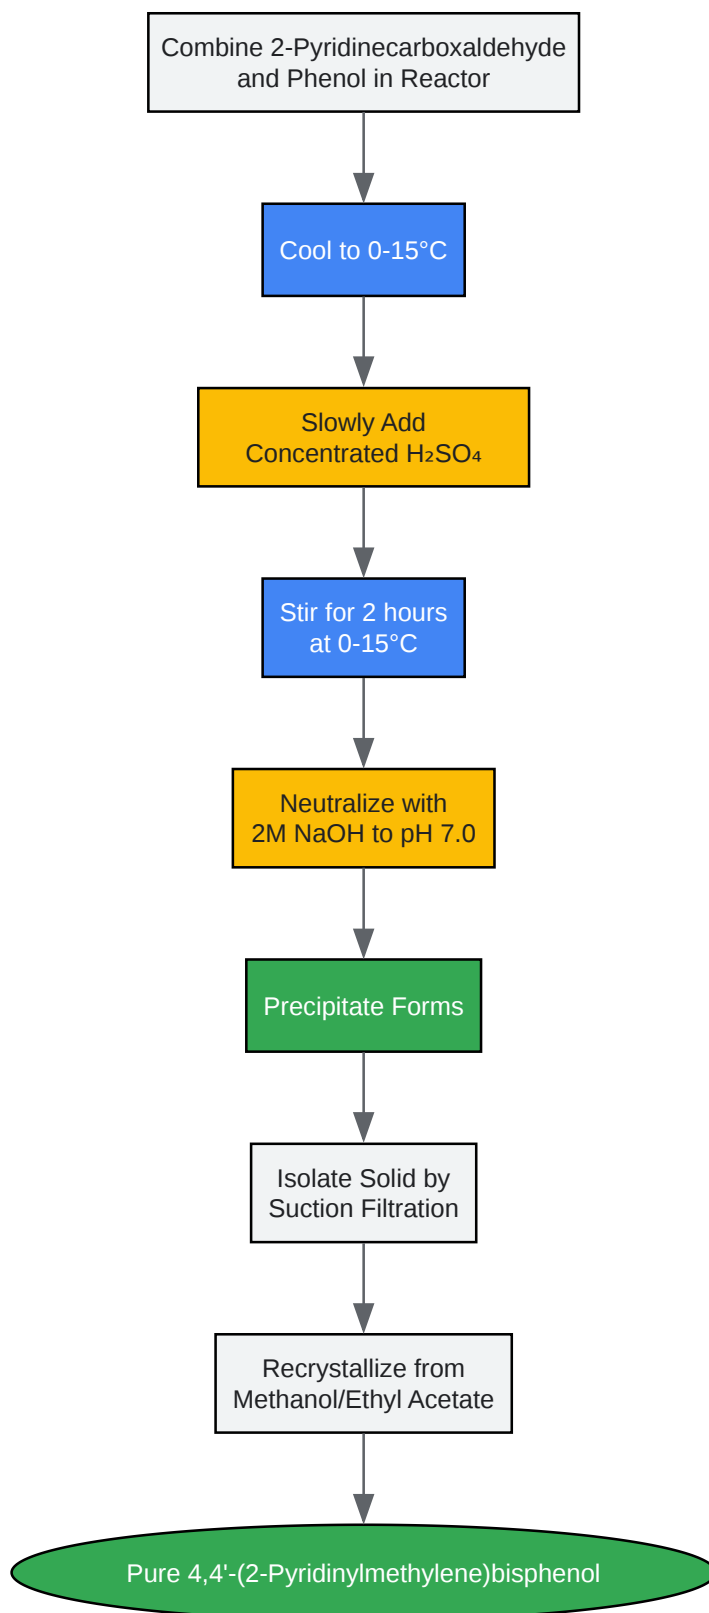 Combine 2-Pyridinecarboxaldehyde
and Phenol in Reactor
Cool to 0-15°C
Slowly Add
Concentrated H₂SO₄
Stir for 2 hours
at 0-15°C
Neutralize with
2M NaOH to pH 7.0
Precipitate Forms
Isolate Solid by
Suction Filtration
Recrystallize from
Methanol/Ethyl Acetate
Pure 4,4'-(2-Pyridinylmethylene)bisphenol